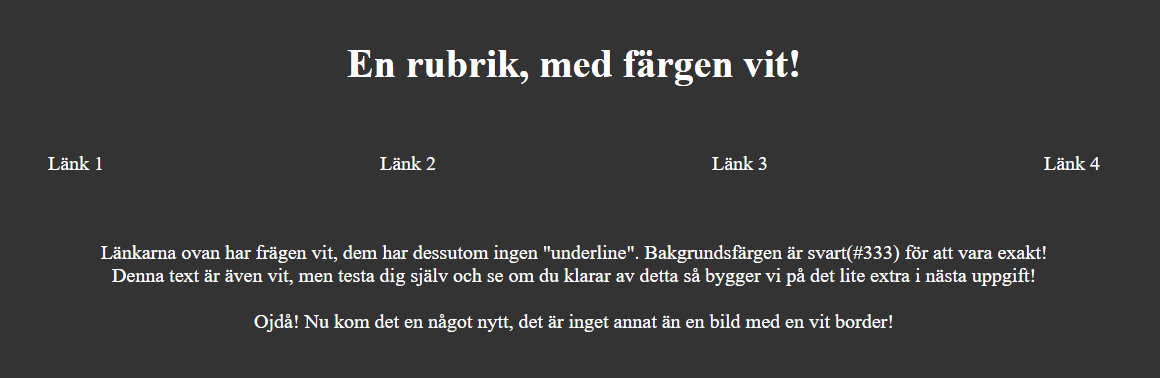 En rubrik, med färgen vit!
Länk 1
Länk 2
Länk 3
Länk 4
Länkarna ovan har frägen vit, dem har dessutom ingen "underline". Bakgrundsfärgen är svart(#333) för att vara exakt!
Denna text är även vit, men testa dig själv och se om du klarar av detta så bygger vi på det lite extra i nästa uppgift!
Ojdå! Nu kom det en något nytt, det är inget annat än en bild med en vit border!